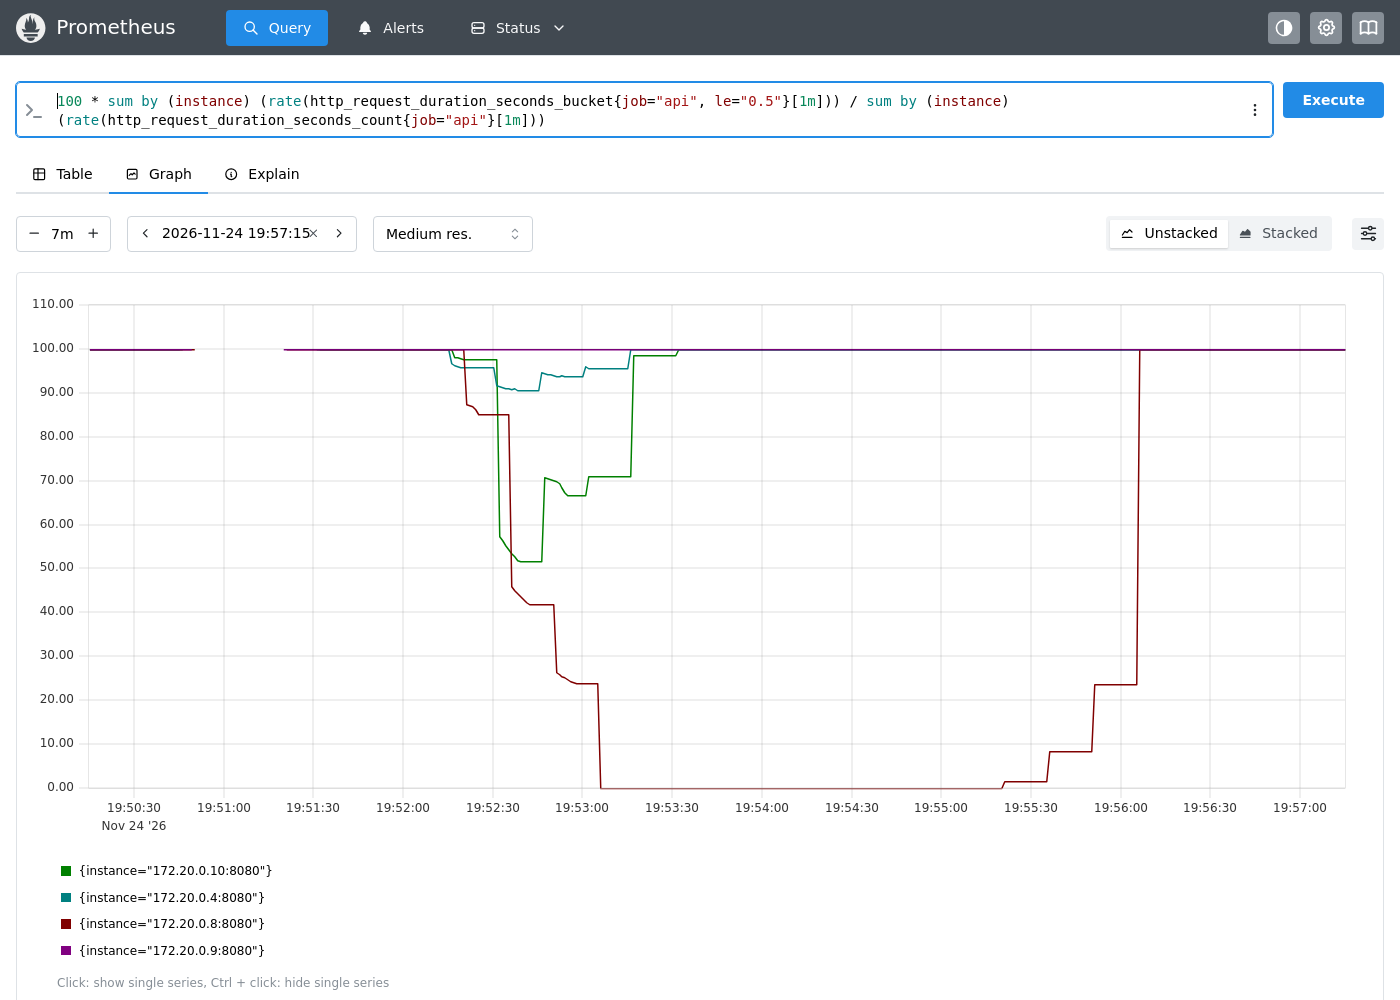 Prometheus
Query
Alerts
Status
100 * sum by (instance) (rate(http_request_duration_seconds_bucket{job="api", le="0.5"}[1m])) / sum by (instance)
(rate(http_request_duration_seconds_count{job="api"}[1m]))
Execute
Table
Graph
Explain
7m
2026-11-24 19:57:15
Medium res.
Unstacked
Stacked
110.00
100.00
90.00
80.00
70.00
60.00
50.00
40.00
30.00
20.00
10.00
0.00
19:50:30 19:51:00 19:51:30 19:52:00 19:52:30 19:53:00 19:53:30 19:54:00 19:54:30 19:55:00 19:55:30 19:56:00 19:56:30 19:57:00
Nov 24 '26
{instance="172.20.0.10:8080"}
{instance="172.20.0.4:8080"}
{instance="172.20.0.8:8080"}
{instance="172.20.0.9:8080"}
Click: show single series, Ctrl + click: hide single series